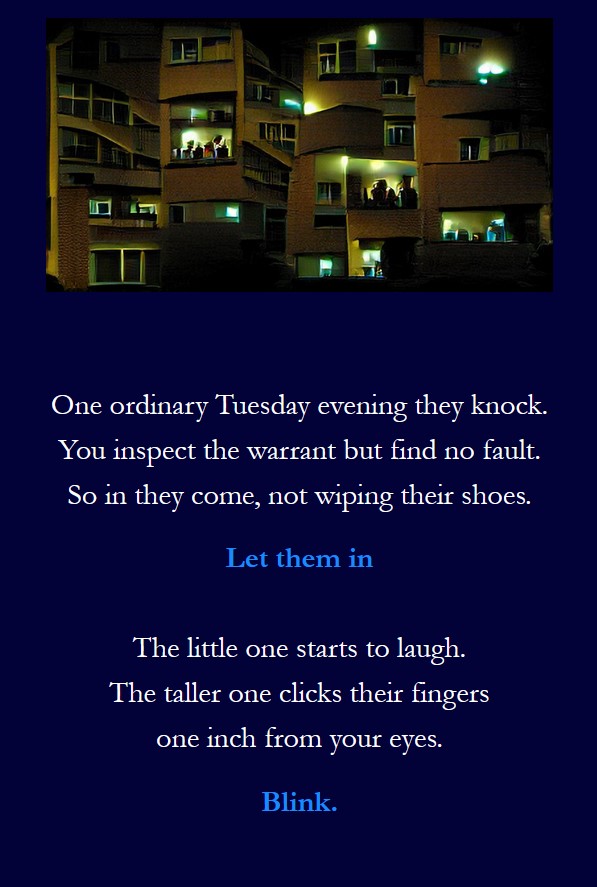 One ordinary Tuesday evening they knock.
You inspect the warrant but find no fault.
So in they come, not wiping their shoes.
Let them in
The little one starts to laugh.
The taller one clicks their fingers
one inch from your eyes.
Blink.